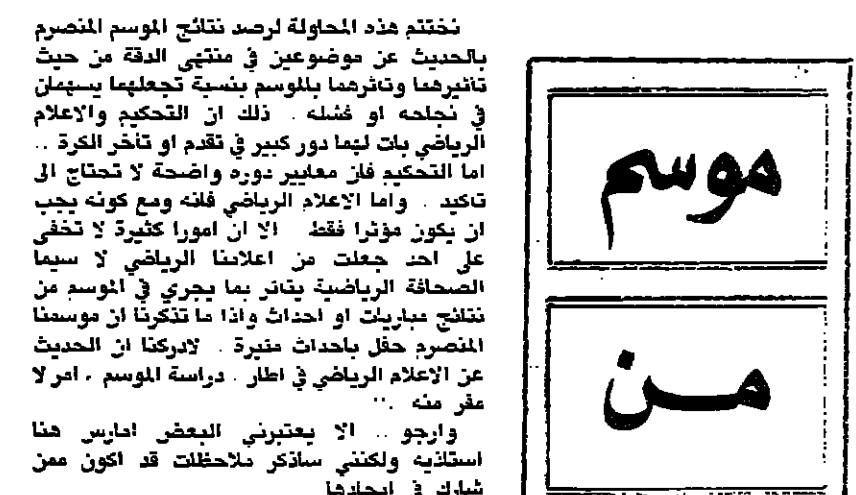 نختتم هذه المحاولة لرصد نتائج الموسم المنصرم
بالحديث عن موضوعين في منتهى الدقة من حيث
تاثيرهما وتاثرهما بالموسم بنسبة تجعلهما يسهمان
في نجاحه او فشله . ذلك ان التحكيم والاعلام
الرياضي بات لهما دور كبير في تقدم او تأخر الكرة ..
اما التحكيم فان معايير دوره واضحة لا تحتاج الى
تاكيد . واما الاعلام الرياضي فانه ومع كونه يجب
ان يكون مؤثرا فقط الا ان امورا كثيرة لا تخفى
على احد جعلت من اعلامنا الرياضي لا سيما
الصحافة الرياضية يتاثر بما يجري في الموسم من
نتائج مباريات او احداث واذا ما تذكرنا ان موسمنا
المنصرم حفل باحداث مثيرة . لادركنا ان الحديث
عن الاعلام الرياضي في اطار . دراسة الموسم . امر لا
مفر منه ..
وارجو .. الا يعتبرني البعض امارس هنا
استاذيه ولكنني ساذكر ملاحظات قد اكون ممن
شارك في ايجادها
موسم
من